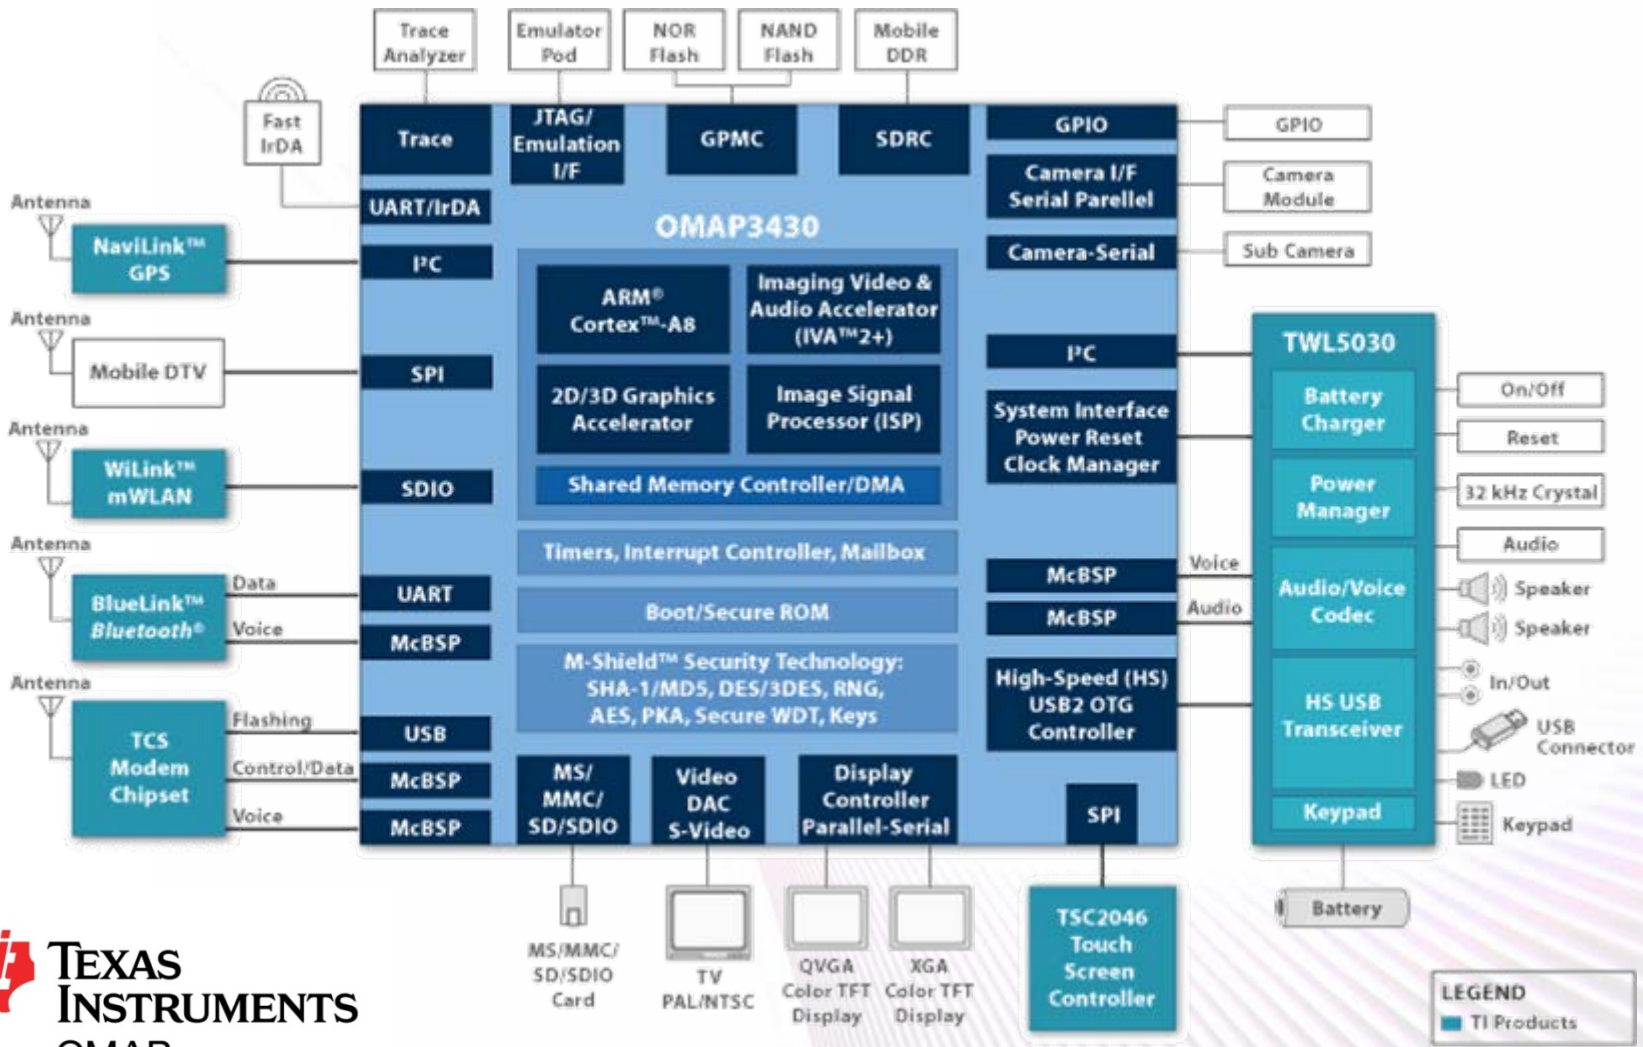 Trace
Analyzer
Emulator
Pod
NOR
Flash
NAND
Flash
Mobile
DDR
Fast
IrDA
Trace
JTAG/
Emulation
I/F
GPMC
SDRC
GPIO
GPIO
Camera I/F
Serial Parellel
Camera
Module
UART/IrDA
OMAP3430
Camera-Serial
Sub Camera
Antenna
NaviLink™
GPS
I²C
ARM®
Cortex™-A8
Imaging Video &
Audio Accelerator
(IVA™2+)
Antenna
Mobile DTV
SPI
2D/3D Graphics
Accelerator
Image Signal
Processor (ISP)
I²C
System Interface
Power Reset
Clock Manager
TWL5030
Battery
Charger
On/Off
Reset
Antenna
WiLink™
mWLAN
SDIO
Shared Memory Controller/DMA
Power
Manager
32 kHz Crystal
Antenna
BlueLink™
Bluetooth®
Data
Voice
UART
McBSP
Timers, Interrupt Controller, Mailbox
Boot/Secure ROM
McBSP
McBSP
Voice
Audio
Audio/Voice
Codec
Audio
Speaker
Speaker
Antenna
TCS
Modem
Chipset
Flashing
Control/Data
Voice
USB
McBSP
McBSP
M-Shield™ Security Technology:
SHA-1/MD5, DES/3DES, RNG,
AES, PKA, Secure WDT, Keys
High-Speed (HS)
USB2 OTG
Controller
HS USB
Transceiver
In/Out
USB
Connector
LED
Keypad
Keypad
MS/
MMC/
SD/SDIO
Video
DAC
S-Video
Display
Controller
Parallel-Serial
SPI
MS/MMC/
SD/SDIO
Card
TV
PAL/NTSC
QVGA
Color TFT
Display
XGA
Color TFT
Display
TSC2046
Touch
Screen
Controller
Battery
TEXAS
INSTRUMENTS
OMAP
LEGEND
TI Products